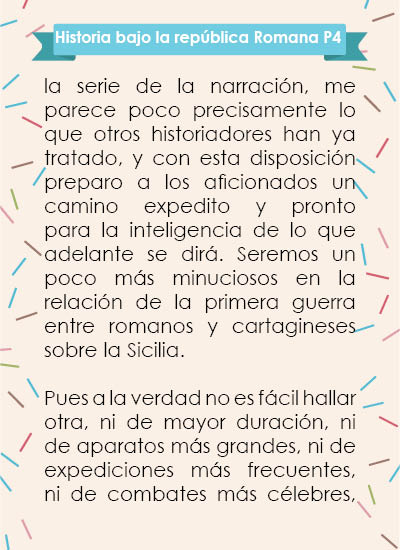 Historia bajo la república Romana P4
la serie de la narración, me
parece poco precisamente lo
que otros historiadores han ya
tratado, y con esta disposición
preparo a los aficionados un
camino expedito y pronto
para la inteligencia de lo que
adelante se dirá. Seremos un
poco más minuciosos en la
relación de la primera guerra
entre romanos y cartagineses
sobre la Sicilia.
Pues a la verdad no es fácil hallar
otra, ni de mayor duración, ni
de aparatos más grandes, ni de
expediciones más frecuentes,
ni de combates más célebres,